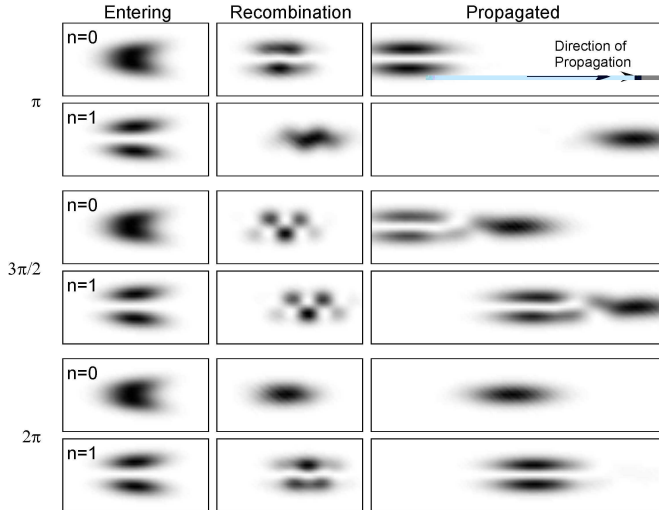 Entering Recombination Propagated
n=0
Direction of
Propagation
π
n=1
n=0
3π/2
n=1
n=0
2π
n=1